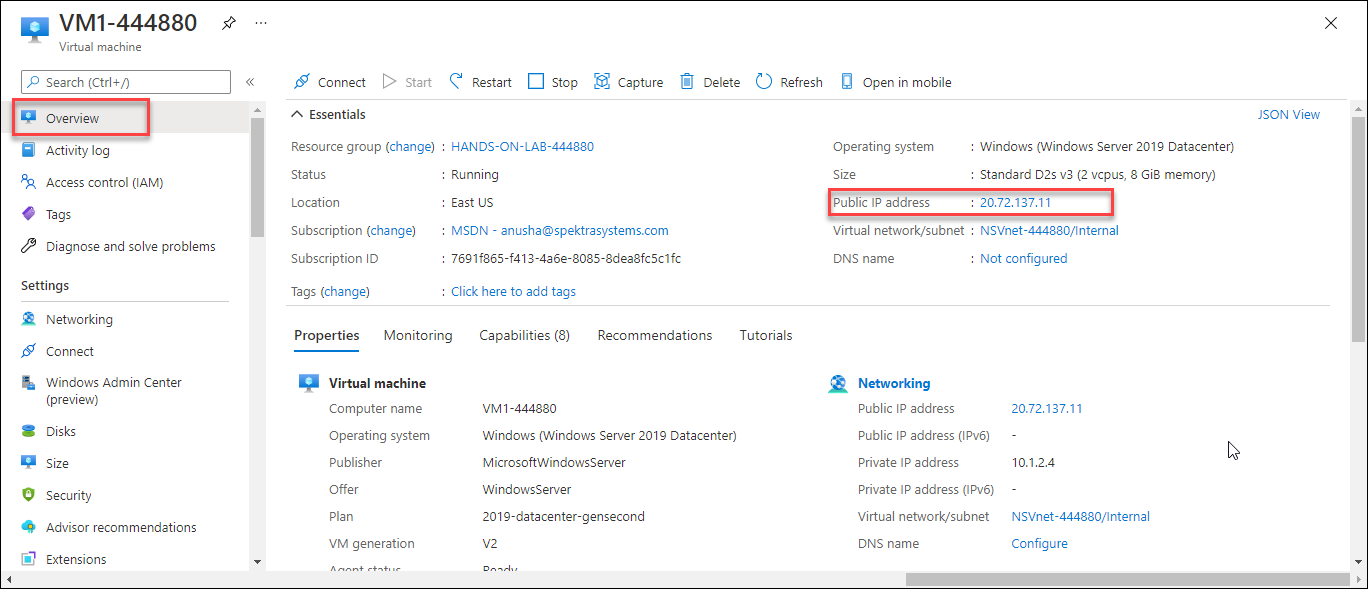 VM1-444880
Virtual machine
Search (Ctrl+/)
«
Overview
Activity log
Access control (IAM)
Tags
Diagnose and solve problems
Settings
Networking
Connect
Windows Admin Center
(preview)
Disks
Size
Security
Advisor recommendations
Extensions
Connect Start Restart Stop Capture Delete Refresh Open in mobile
Essentials JSON View
Resource group (change) : HANDS-ON-LAB-444880
Status : Running
Location : East US
Subscription (change) : MSDN - anusha@spektrasystems.com
Subscription ID : 7691f865-f413-4a6e-8085-8dea8fc5c1fc
Tags (change) : Click here to add tags
Operating system : Windows (Windows Server 2019 Datacenter)
Size : Standard D2s v3 (2 vcpus, 8 GiB memory)
Public IP address : 20.72.137.11
Virtual network/subnet : NSVnet-444880/Internal
DNS name : Not configured
Properties Monitoring Capabilities (8) Recommendations Tutorials
Virtual machine
Computer name VM1-444880
Operating system Windows (Windows Server 2019 Datacenter)
Publisher MicrosoftWindowsServer
Offer WindowsServer
Plan 2019-datacenter-gensecond
VM generation V2
Agent status Ready
Networking
Public IP address 20.72.137.11
Public IP address (IPv6) -
Private IP address 10.1.2.4
Private IP address (IPv6) -
Virtual network/subnet NSVnet-444880/Internal
DNS name Configure